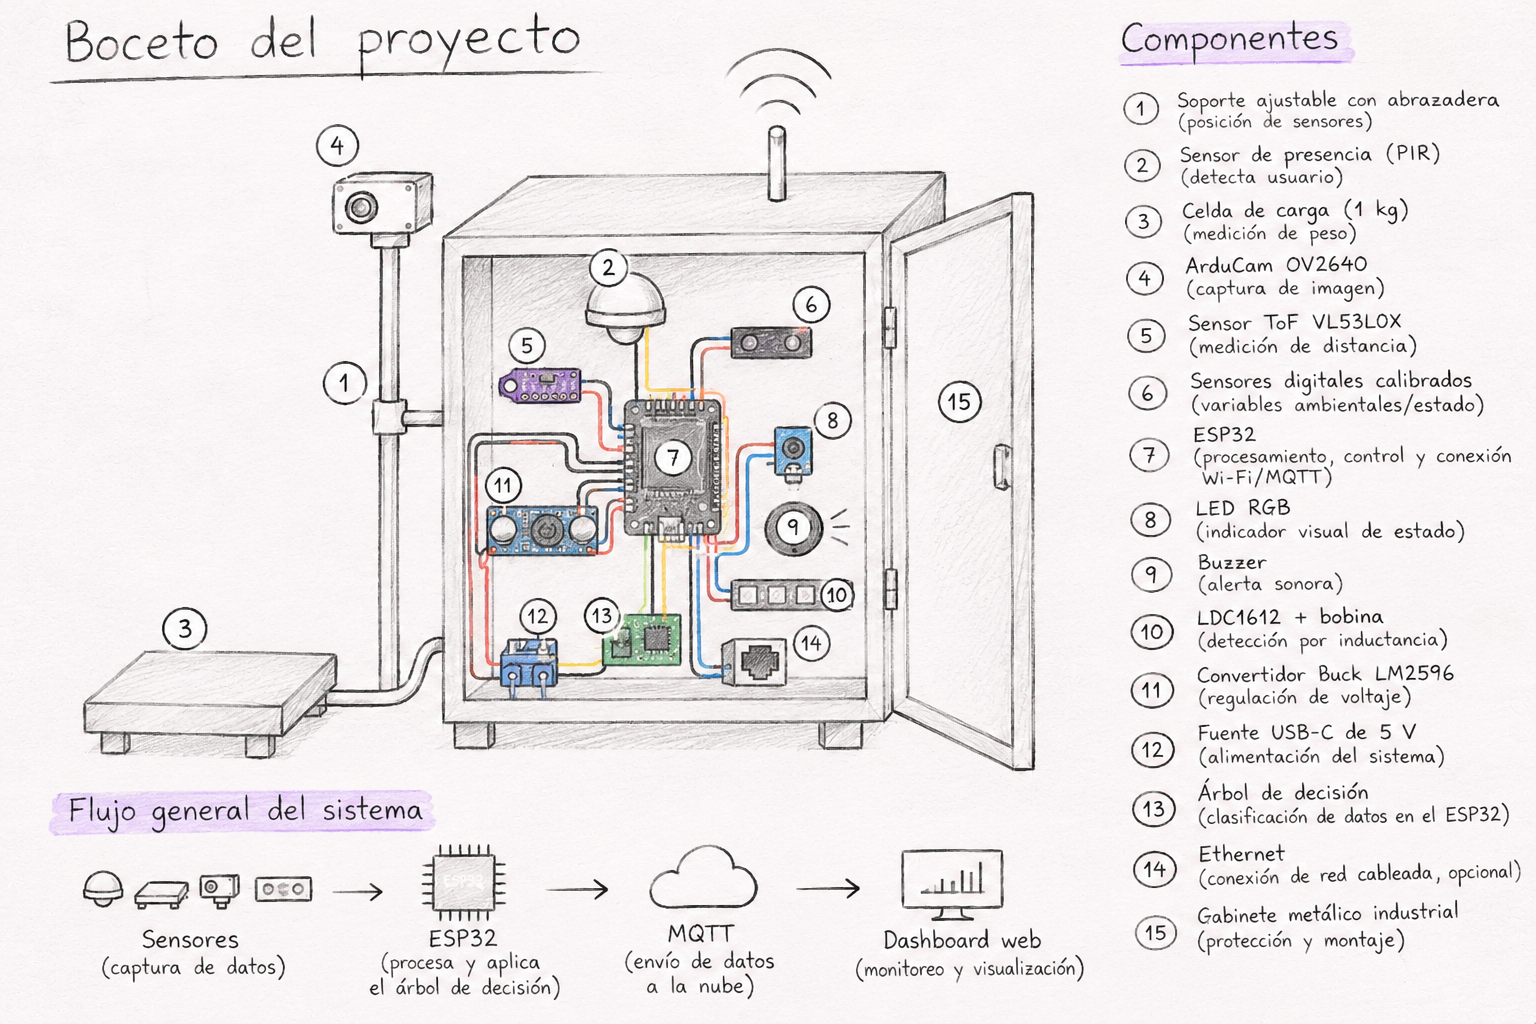 Boceto del proyecto
4
1
3
2
5
6
7
8
9
10
11
12
13
14
15
Componentes
1 Soporte ajustable con abrazadera
(posición de sensores)
2 Sensor de presencia (PIR)
(detecta usuario)
3 Celda de carga (1 kg)
(medición de peso)
4 ArduCam OV2640
(captura de imagen)
5 Sensor ToF VL53L0X
(medición de distancia)
6 Sensores digitales calibrados
(variables ambientales/estado)
7 ESP32
(procesamiento, control y conexión
Wi-Fi/MQTT)
8 LED RGB
(indicador visual de estado)
9 Buzzer
(alerta sonora)
10 LDC1612 + bobina
(detección por inductancia)
11 Convertidor Buck LM2596
(regulación de voltaje)
12 Fuente USB-C de 5 V
(alimentación del sistema)
13 Árbol de decisión
(clasificación de datos en el ESP32)
14 Ethernet
(conexión de red cableada, opcional)
15 Gabinete metálico industrial
(protección y montaje)
Flujo general del sistema
Sensores
(captura de datos)
ESP32
ESP32
(procesa y aplica
el árbol de decisión)
MQTT
(envío de datos
a la nube)
Dashboard web
(monitoreo y visualización)